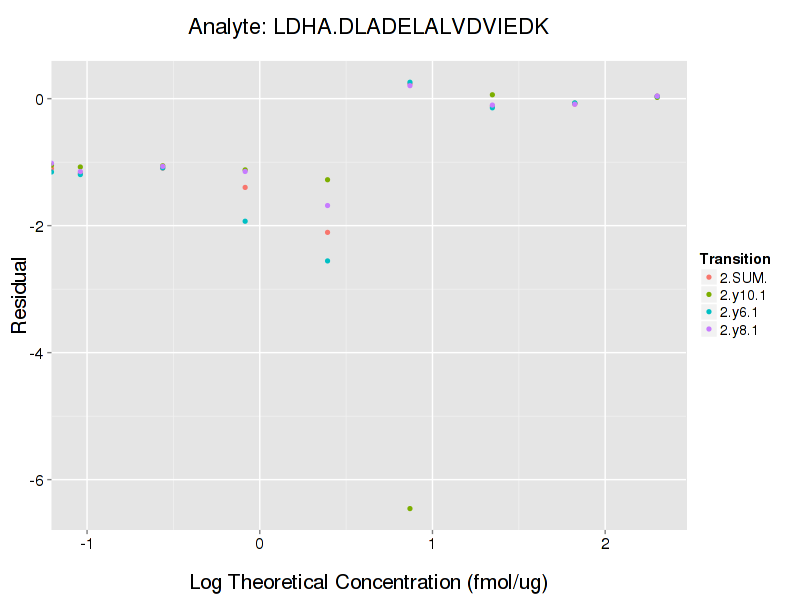 Analyte: LDHA.DLADELALVDVIEDK
0
-2
-4
-6
Residual
-1
0
1
2
Log Theoretical Concentration (fmol/ug)
Transition
2.SUM.
2.y10.1
2.y6.1
2.y8.1